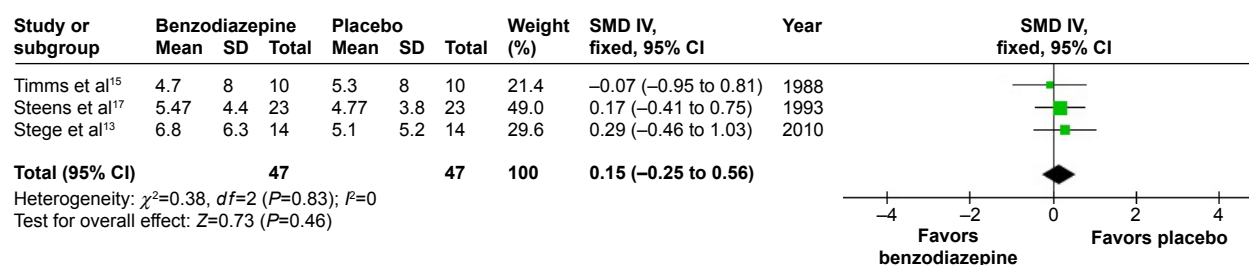 Study or subgroup Benzodiazepine Placebo Weight (%) SMD IV, fixed, 95% CI Year SMD IV, fixed, 95% CI
Mean SD Total Mean SD Total
Timms et al¹⁵ 4.7 8 10 5.3 8 10 21.4 –0.07 (–0.95 to 0.81) 1988
Steens et al¹⁷ 5.47 4.4 23 4.77 3.8 23 49.0 0.17 (–0.41 to 0.75) 1993
Stege et al¹³ 6.8 6.3 14 5.1 5.2 14 29.6 0.29 (–0.46 to 1.03) 2010
Total (95% CI) 47 47 100 0.15 (–0.25 to 0.56)
Heterogeneity: χ²=0.38, df=2 (P=0.83); I²=0
Test for overall effect: Z=0.73 (P=0.46)
–4 –2 0 2 4
Favors benzodiazepine Favors placebo